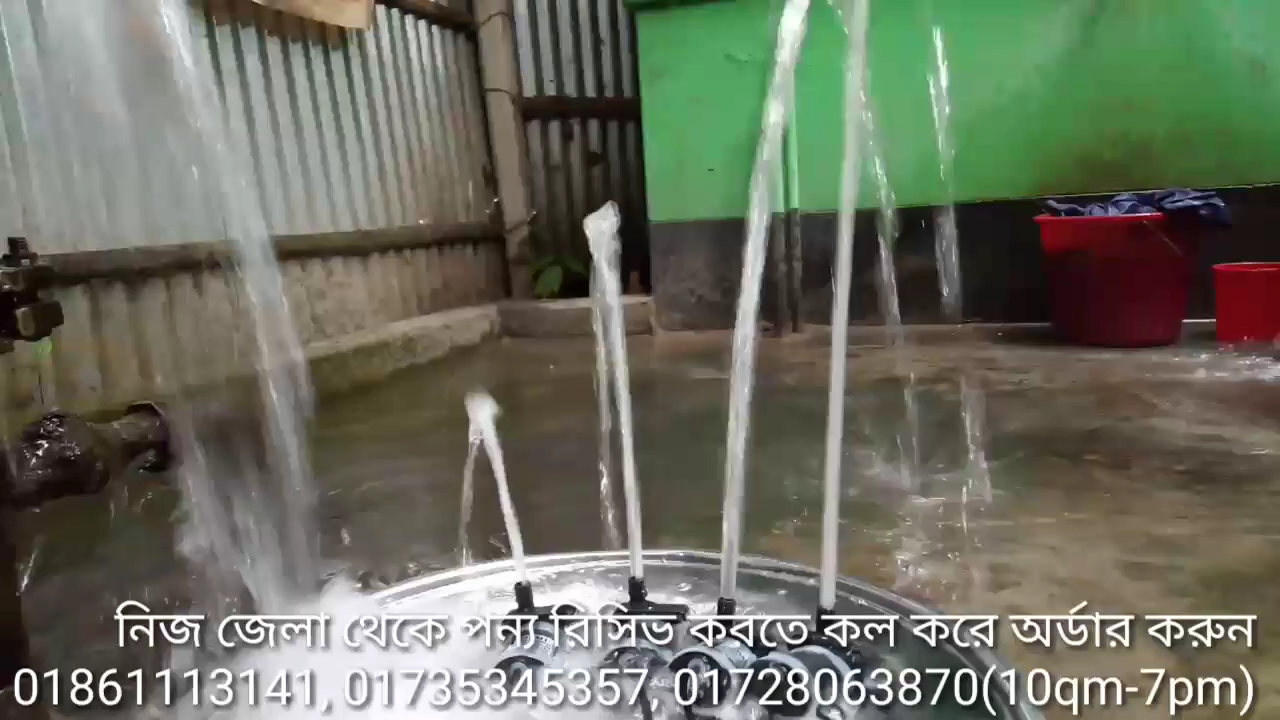 নিজ জেলা থেকে পন্য রিসিভ করতে কল করে অর্ডার করুন
01861113141, 01735345357, 01728063870(10qm-7pm)